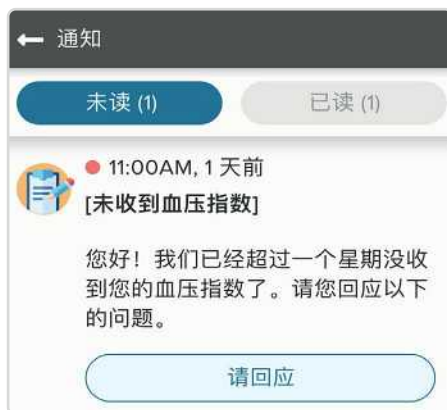 通知
未读 (1)
已读 (1)
11:00AM, 1 天前
[未收到血压指数]
您好！我们已经超过一个星期没收
到您的血压指数了。请您回应以下
的问题。
请回应